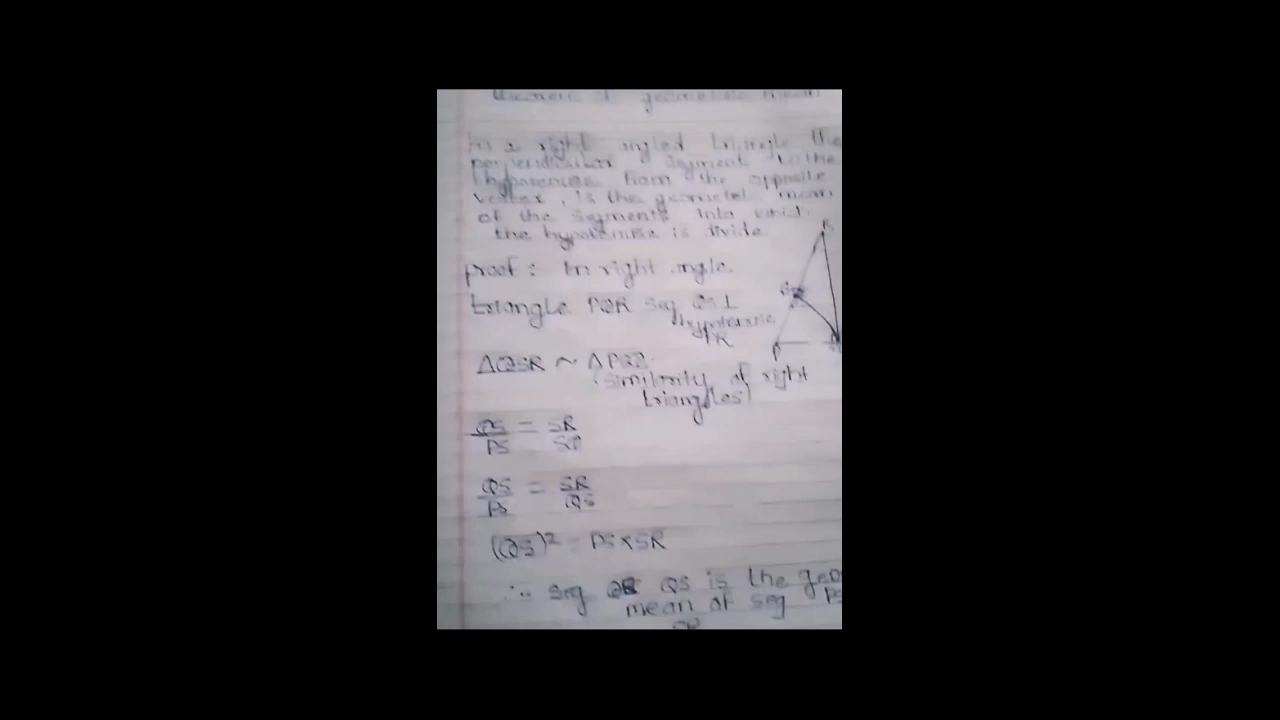 theorem of geometric mean
In a right angled triangle the
perpendicular segment to the
hypotenuse from the opposite
vertex, is the geometric mean
of the segments into which
the hypotenuse is divide
R
proof : In right angle.
S
triangle PQR seg QS ⊥
hypotenuse
PR
P
Q
ΔQSR ~ ΔPSQ
(similarity of right
triangles)
QS = SR
PS SQ
QS = SR
PS QS
(QS)² = PS × SR
∴ seg QS is the geo
mean of seg PS